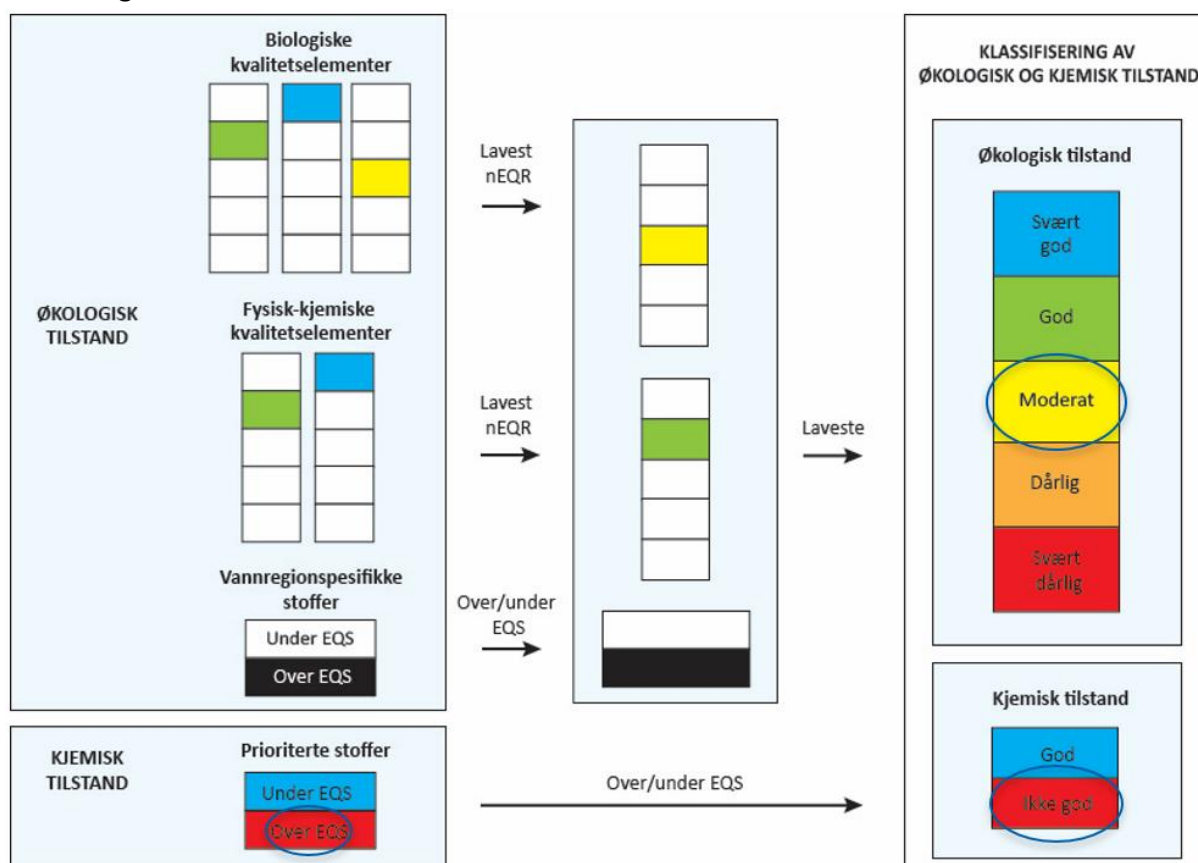 Biologiske
kvalitetselementer
Lavest
nEQR
ØKOLOGISK
TILSTAND
Fysisk-kjemiske
kvalitetselementer
Lavest
nEQR
Vannregionspesifikke
stoffer
Under EQS
Over EQS
Over/under
EQS
Laveste
KLASSIFISERING AV
ØKOLOGISK OG KJEMISK TILSTAND
Økologisk tilstand
Svært
god
God
Moderat
Dårlig
Svært
dårlig
KJEMISK
TILSTAND
Prioriterte stoffer
Under EQS
Over EQS
Over/under EQS
Kjemisk tilstand
God
Ikke god